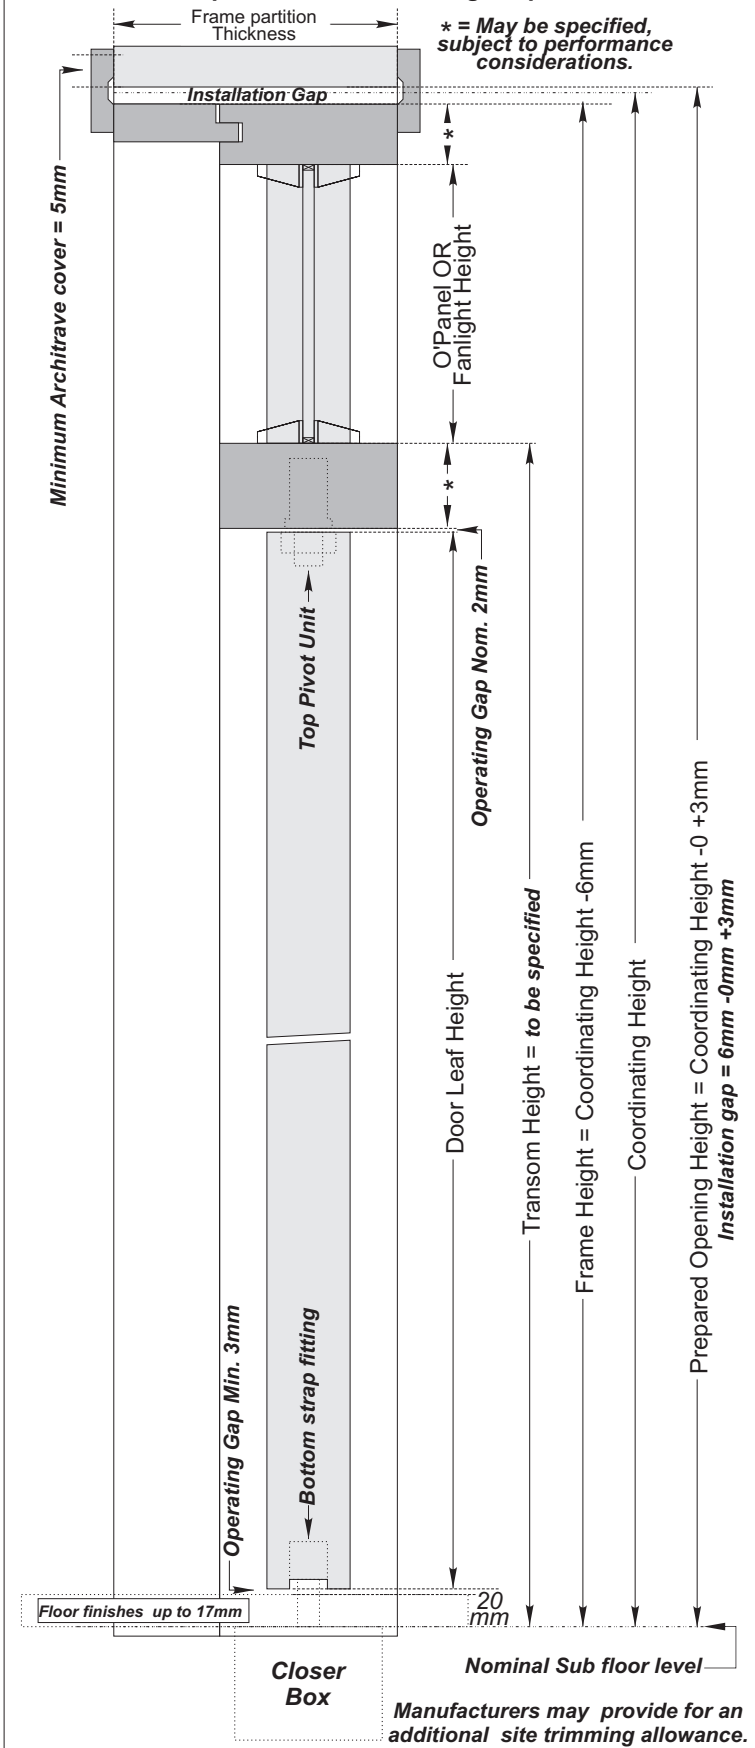 Frame partition
Thickness
* = May be specified,
subject to performance
considerations.
Installation Gap
*
Minimum Architrave cover = 5mm
O'Panel OR
Fanlight Height
*
Operating Gap Nom. 2mm
Top Pivot Unit
Door Leaf Height
Transom Height = to be specified
Frame Height = Coordinating Height -6mm
Coordinating Height
Prepared Opening Height = Coordinating Height -0 +3mm
Installation gap = 6mm -0mm +3mm
Operating Gap Min. 3mm
Bottom strap fitting
Floor finishes up to 17mm
20
mm
Closer
Box
Nominal Sub floor level
Manufacturers may provide for an
additional site trimming allowance.